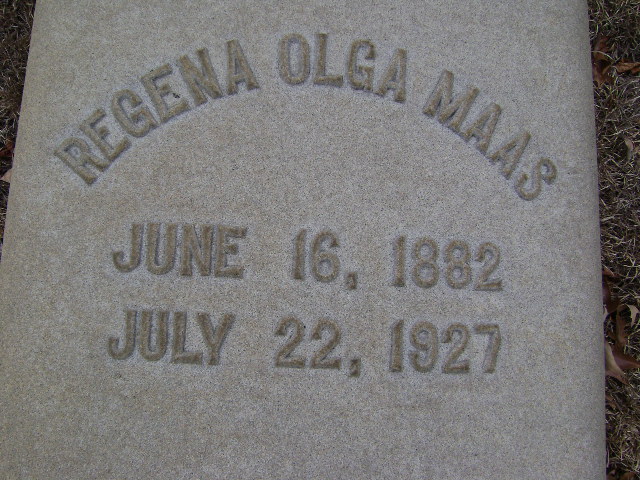 REGENA OLGA MAAS
JUNE 16, 1882
JULY 22, 1927